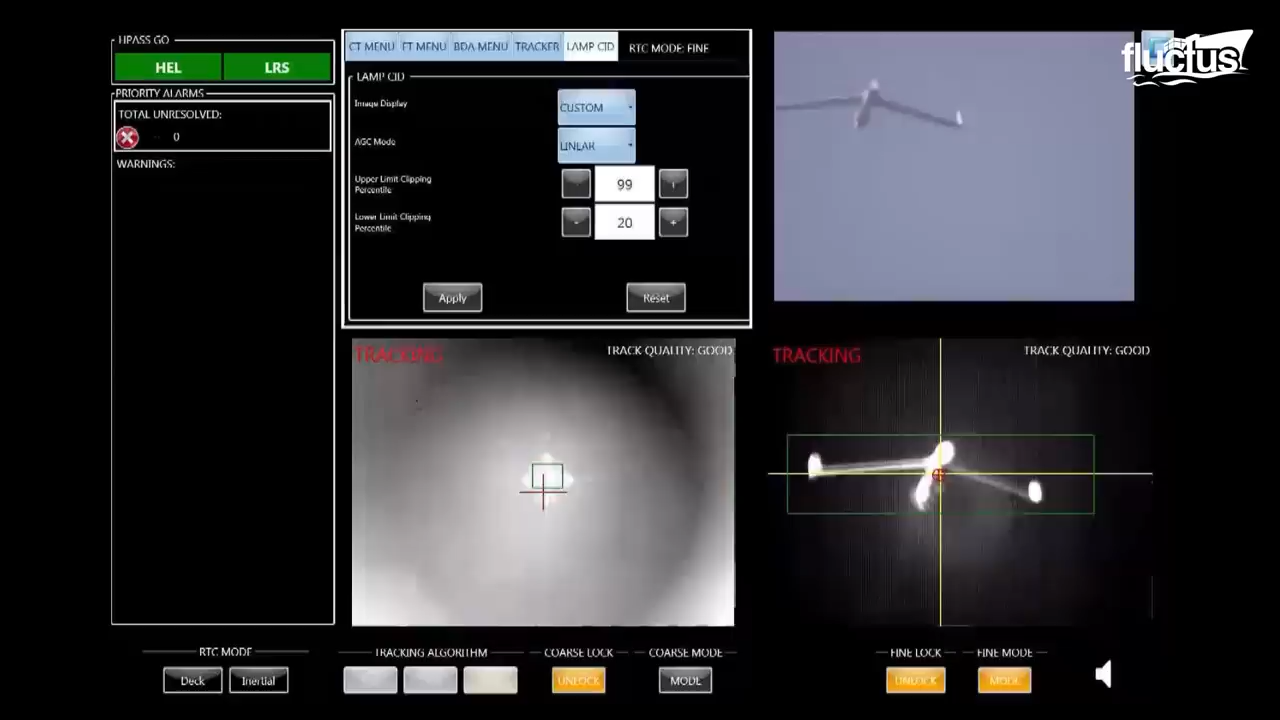 HPASS GO
HEL LRS
PRIORITY ALARMS
TOTAL UNRESOLVED:
0
WARNINGS:
CT MENU FT MENU BDA MENU TRACKER LAMP CID RTC MODE: FINE
LAMP CID
Image Display CUSTOM
AGC Mode LINEAR
Upper Limit Clipping
Percentile
- 99 +
Lower Limit Clipping
Percentile
- 20 +
Apply Reset
fluctus
TRACKING TRACK QUALITY: GOOD
TRACKING TRACK QUALITY: GOOD
RTC MODE TRACKING ALGORITHM COARSE LOCK COARSE MODE FINE LOCK FINE MODE
Deck Inertial UNLOCK MODE UNLOCK MODE